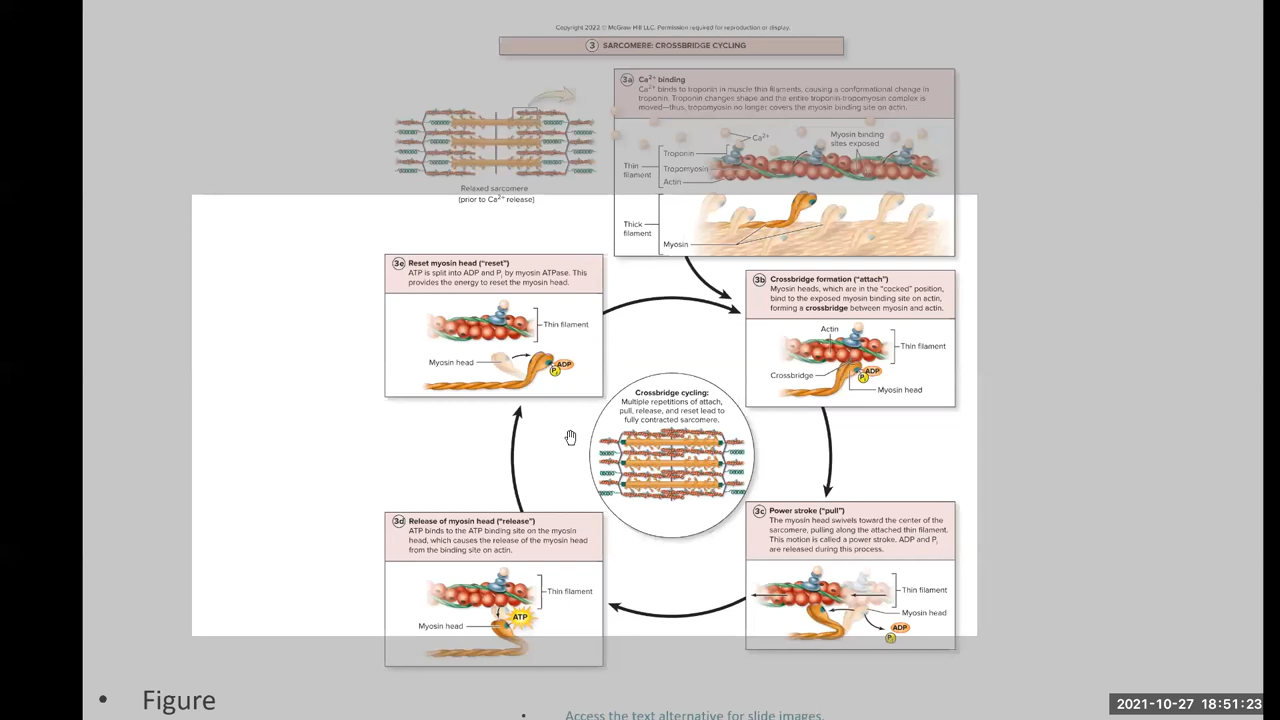 Copyright 2022 © McGraw Hill LLC. Permission required for reproduction or display.
3 SARCOMERE: CROSSBRIDGE CYCLING
3a Ca2+ binding
Ca2+ binds to troponin in muscle thin filaments, causing a conformational change in
troponin. Troponin changes shape and the entire troponin-tropomyosin complex is
moved—thus, tropomyosin no longer covers the myosin binding site on actin.
Ca2+
Myosin binding
sites exposed
Troponin
Thin
filament
Tropomyosin
Actin
Relaxed sarcomere
(prior to Ca2+ release)
Thick
filament
Myosin
3e Reset myosin head ("reset")
ATP is split into ADP and Pi by myosin ATPase. This
provides the energy to reset the myosin head.
Thin filament
Myosin head
ADP
Pi
3b Crossbridge formation ("attach")
Myosin heads, which are in the "cocked" position,
bind to the exposed myosin binding site on actin,
forming a crossbridge between myosin and actin.
Actin
Thin filament
Crossbridge
ADP
Pi
Myosin head
Crossbridge cycling:
Multiple repetitions of attach,
pull, release, and reset lead to
fully contracted sarcomere.
3d Release of myosin head ("release")
ATP binds to the ATP binding site on the myosin
head, which causes the release of the myosin head
from the binding site on actin.
Thin filament
ATP
Myosin head
3c Power stroke ("pull")
The myosin head swivels toward the center of the
sarcomere, pulling along the attached thin filament.
This motion is called a power stroke. ADP and Pi
are released during this process.
Thin filament
Myosin head
ADP
Pi
• Figure
• Access the text alternative for slide images.
2021-10-27 18:51:23